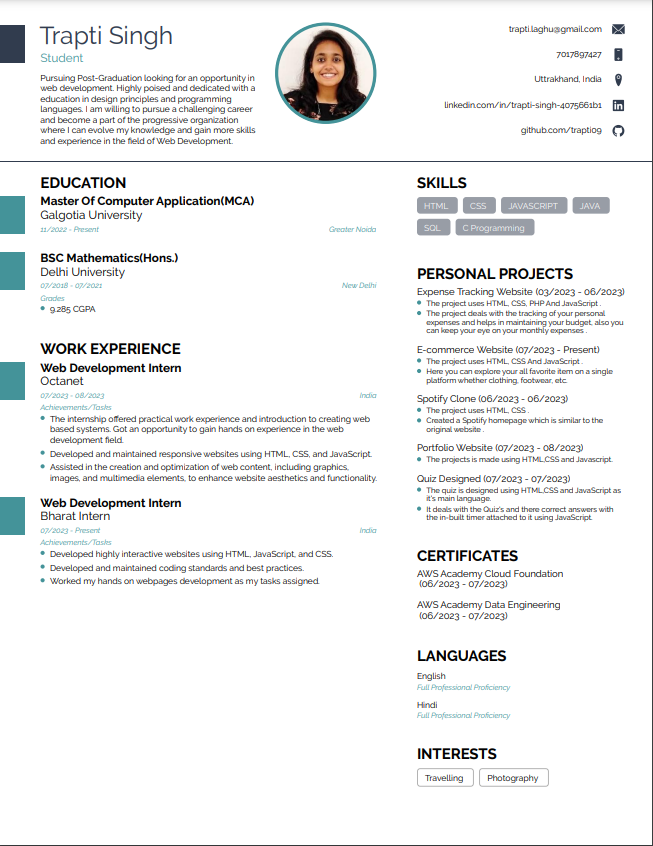 Trapti Singh
Student
Pursuing Post-Graduation looking for an opportunity in
web development. Highly poised and dedicated with a
education in design principles and programming
languages. I am willing to pursue a challenging career
and become a part of the progressive organization
where I can evolve my knowledge and gain more skills
and experience in the field of Web Development.
trapti.laghu@gmail.com
7017897427
Uttrakhand, India
linkedin.com/in/trapti-singh-4075661b1
github.com/trapti09
EDUCATION
Master Of Computer Application(MCA)
Galgotia University
11/2022 - Present
Greater Noida
BSC Mathematics(Hons.)
Delhi University
07/2018 - 07/2021
New Delhi
Grades
9.285 CGPA
WORK EXPERIENCE
Web Development Intern
Octanet
07/2023 - 08/2023
India
Achievements/Tasks
The internship offered practical work experience and introduction to creating web
based systems. Got an opportunity to gain hands on experience in the web
development field.
Developed and maintained responsive websites using HTML, CSS, and JavaScript.
Assisted in the creation and optimization of web content, including graphics,
images, and multimedia elements, to enhance website aesthetics and functionality.
Web Development Intern
Bharat Intern
07/2023 - Present
India
Achievements/Tasks
Developed highly interactive websites using HTML, JavaScript, and CSS.
Developed and maintained coding standards and best practices.
Worked my hands on webpages development as my tasks assigned.
SKILLS
HTML CSS JAVASCRIPT JAVA
SQL C Programming
PERSONAL PROJECTS
Expense Tracking Website (03/2023 - 06/2023)
The project uses HTML, CSS, PHP And JavaScript .
The project deals with the tracking of your personal
expenses and helps in maintaining your budget, also you
can keep your eye on your monthly expenses .
E-commerce Website (07/2023 - Present)
The project uses HTML, CSS And JavaScript .
Here you can explore your all favorite item on a single
platform whether clothing, footwear, etc.
Spotify Clone (06/2023 - 06/2023)
The project uses HTML, CSS .
Created a Spotify homepage which is similar to the
original website .
Portfolio Website (07/2023 - 08/2023)
The projects is made using HTML,CSS and Javascript.
Quiz Designed (07/2023 - 07/2023)
The quiz is designed using HTML,CSS and JavaScript as
it's main language.
It deals with the Quiz's and there correct answers with
the in-built timer attached to it using JavaScript.
CERTIFICATES
AWS Academy Cloud Foundation
(06/2023 - 07/2023)
AWS Academy Data Engineering
(06/2023 - 07/2023)
LANGUAGES
English
Full Professional Proficiency
Hindi
Full Professional Proficiency
INTERESTS
Travelling Photography